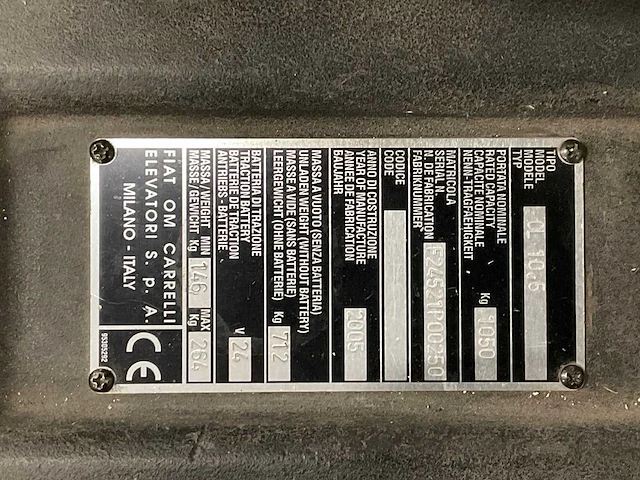 TIPO
MODEL
MODELE
TYP
CL 10.5
PORTATA NOMINALE
RATED CAPACITY
CAPACITE NOMINALE
NENN-TRAGFAEHIGKEIT
Kg 1050
MATRICOLA
SERIAL N.
N. DE FABRICATION
FABRIKNUMMER
CODICE
CODE
ANNO DI COSTRUZIONE
YEAR OF MANUFACTURE
ANNEE DE FABRICATION
BAUJAHR
2005
MASSA A VUOTO (SENZA BATTERIA)
UNLADEN WEIGHT (WITHOUT BATTERY)
MASSE A VIDE (SANS BATTERIE)
LEERGEWICHT (OHNE BATTERIE) Kg 712
BATTERIA DI TRAZIONE
TRACTION BATTERY
BATTERIE DE TRACTION
ANTRIEBS - BATTERIE
V 24
MASSA/WEIGHT MIN MAX
MASSE/GEWICHT Kg 146 Kg 264
FIAT OM CARRELLI
ELEVATORI S.p.A.
MILANO - ITALY
CE
95105292